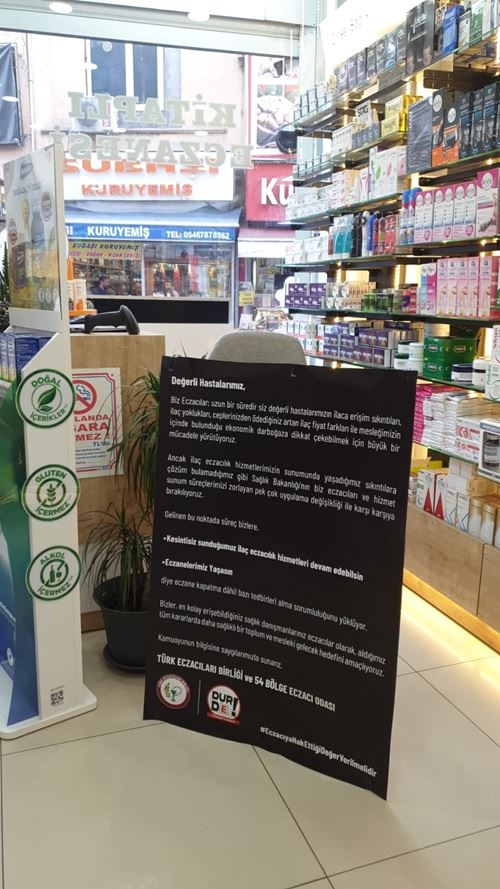 KİTAPLI
ECZANESİ
KURUYEMİŞ
KURUYEMİŞ TEL: 05467878552
DOĞAL
İÇERİKLER
GLUTEN
İÇERMEZ
ALKOL
İÇERMEZ
Değerli Hastalarımız,
Biz Eczacılar; uzun bir süredir siz değerli hastalarımızın ilaca erişim sıkıntıları,
ilaç yoklukları, ceplerinizden ödediğiniz artan ilaç fiyat farkları ile mesleğimizin
içinde bulunduğu ekonomik darboğaza dikkat çekebilmek için büyük bir
mücadele yürütüyoruz.
Ancak ilaç eczacılık hizmetlerimizin sunumunda yaşadığımız sıkıntılara
çözüm bulamadığımız gibi Sağlık Bakanlığı'nın biz eczacıları ve hizmet
sunum süreçlerimizi zorlayan pek çok uygulama değişikliği ile karşı karşıya
bırakılıyoruz.
Gelinen bu noktada süreç bizlere,
•Kesintisiz sunduğumuz ilaç eczacılık hizmetleri devam edebilsin
•Eczanelerimiz Yaşasın
diye eczane kapatma dâhil bazı tedbirleri alma sorumluluğunu yüklüyor.
Bizler, en kolay erişebildiğiniz sağlık danışmanlarınız eczacılar olarak, aldığımız
tüm kararlarda daha sağlıklı bir toplum ve mesleki gelecek hedefini amaçlıyoruz.
Kamuoyunun bilgisine saygılarımızla sunarız.
TÜRK ECZACILARI BİRLİĞİ ve 54 BÖLGE ECZACI ODASI
DUR
DE!
#EczacıyaHakEttiğiDeğerVerilmelidir